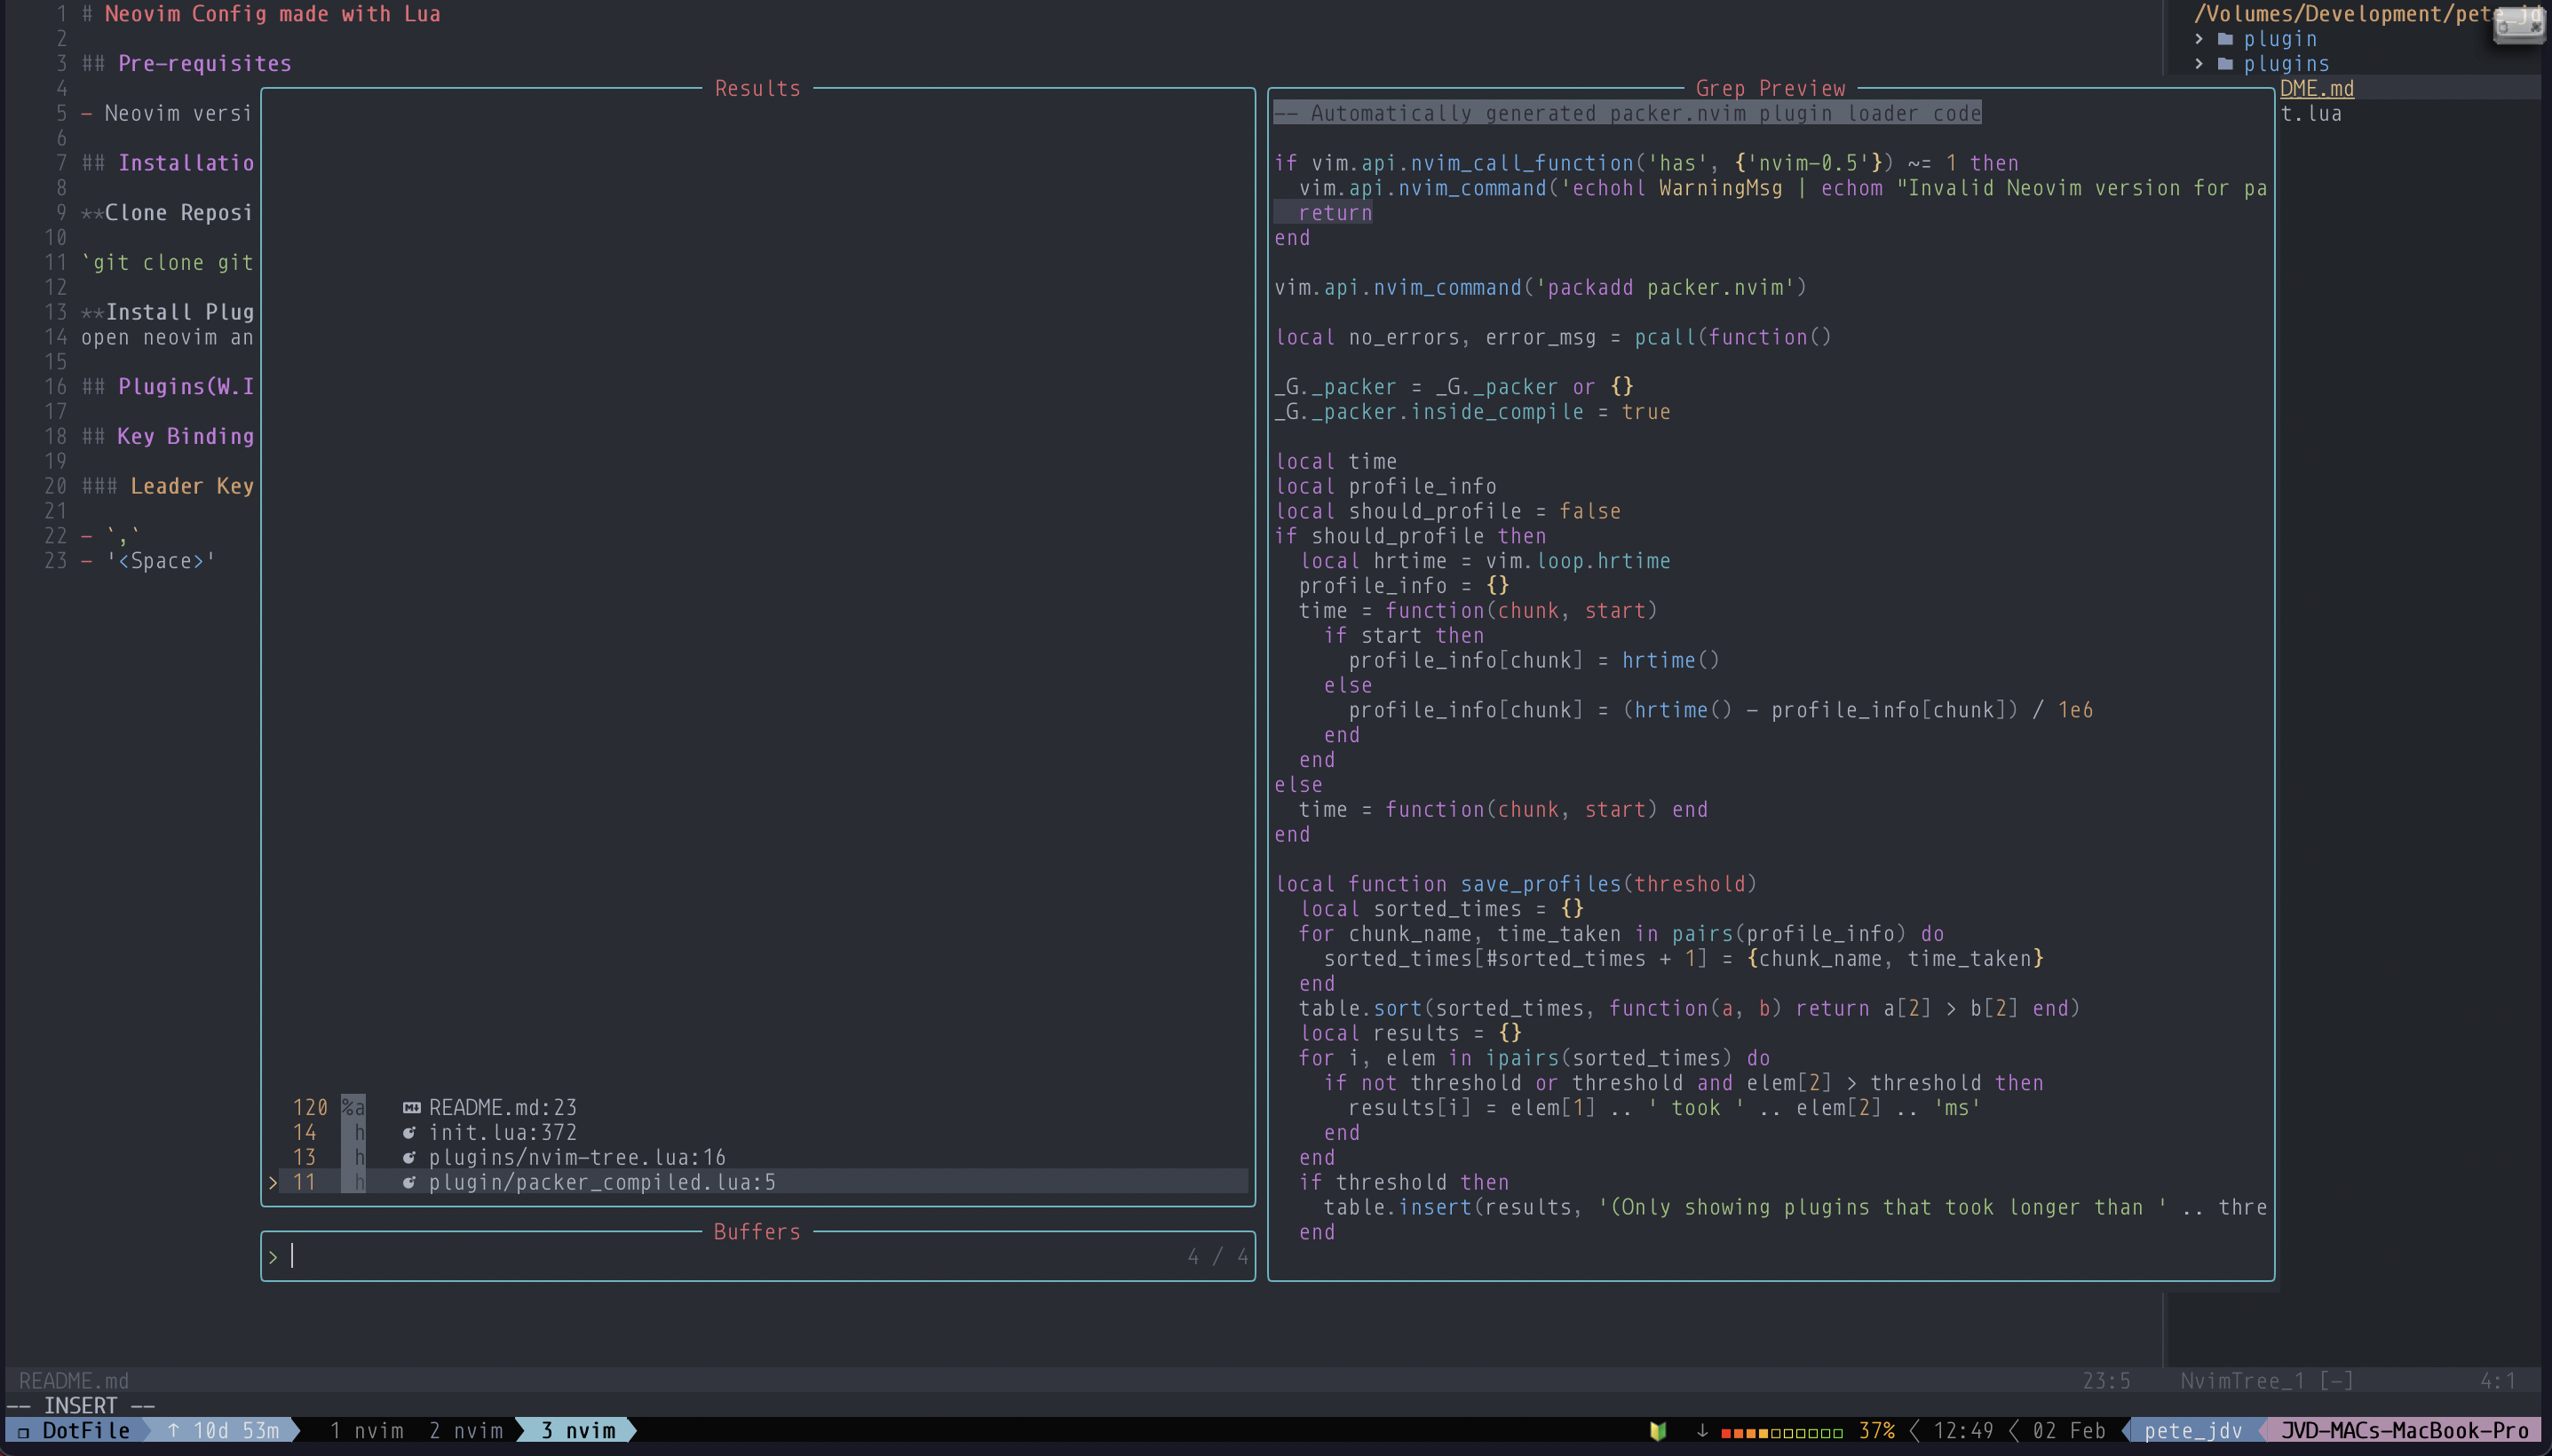 1 # Neovim Config made with Lua
2
3 ## Pre-requisites
4
5 - Neovim versi
6
7 ## Installatio
8
9 **Clone Reposi
10
11 `git clone git
12
13 **Install Plug
14 open neovim an
15
16 ## Plugins(W.I
17
18 ## Key Binding
19
20 ### Leader Key
21
22 - `,`
23 - '<Space>'
Results
120 %a README.md:23
14 h init.lua:372
13 h plugins/nvim-tree.lua:16
> 11 h plugin/packer_compiled.lua:5
Buffers
> 4 / 4
Grep Preview
-- Automatically generated packer.nvim plugin loader code
if vim.api.nvim_call_function('has', {'nvim-0.5'}) ~= 1 then
vim.api.nvim_command('echohl WarningMsg | echom "Invalid Neovim version for pa
return
end
vim.api.nvim_command('packadd packer.nvim')
local no_errors, error_msg = pcall(function()
_G._packer = _G._packer or {}
_G._packer.inside_compile = true
local time
local profile_info
local should_profile = false
if should_profile then
local hrtime = vim.loop.hrtime
profile_info = {}
time = function(chunk, start)
if start then
profile_info[chunk] = hrtime()
else
profile_info[chunk] = (hrtime() - profile_info[chunk]) / 1e6
end
end
else
time = function(chunk, start) end
end
local function save_profiles(threshold)
local sorted_times = {}
for chunk_name, time_taken in pairs(profile_info) do
sorted_times[#sorted_times + 1] = {chunk_name, time_taken}
end
table.sort(sorted_times, function(a, b) return a[2] > b[2] end)
local results = {}
for i, elem in ipairs(sorted_times) do
if not threshold or threshold and elem[2] > threshold then
results[i] = elem[1] .. ' took ' .. elem[2] .. 'ms'
end
end
if threshold then
table.insert(results, '(Only showing plugins that took longer than ' .. thre
end
/Volumes/Development/pete_jd
> plugin
> plugins
DME.md
t.lua
README.md 23:5 NvimTree_1 [-] 4:1
-- INSERT --
DotFile ↑ 10d 53m 1 nvim 2 nvim 3 nvim ↓ 37% 12:49 02 Feb pete_jdv JVD-MACs-MacBook-Pro